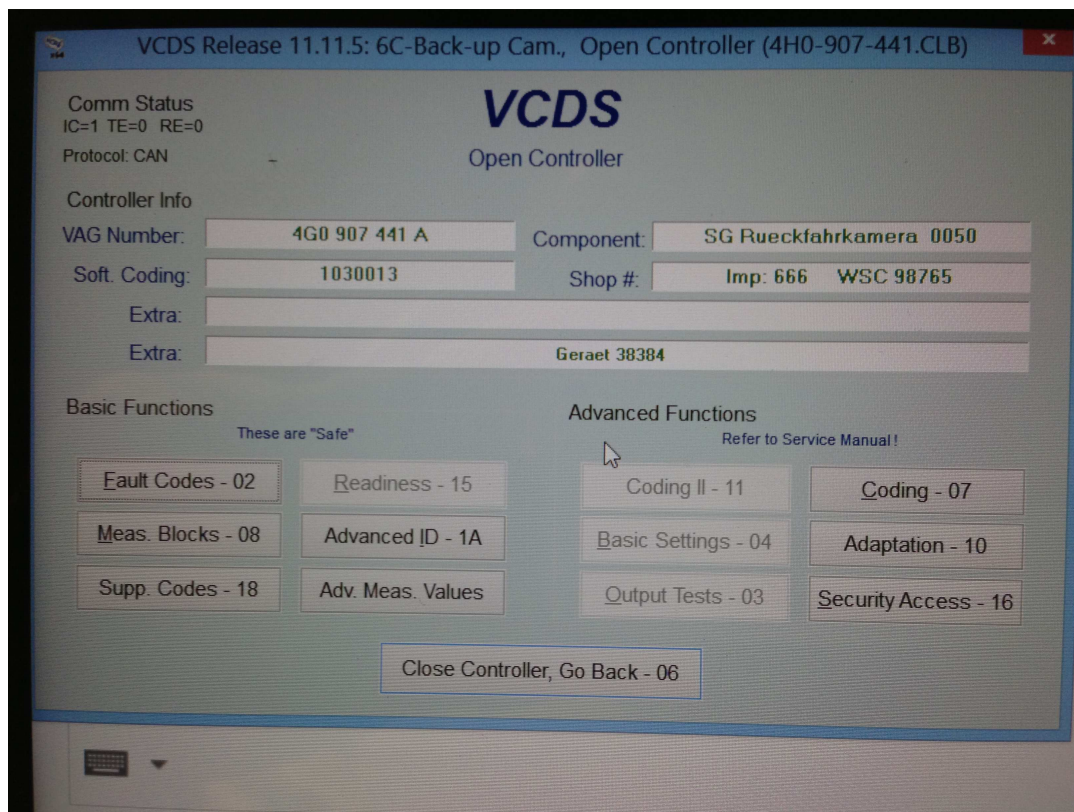 VCDS Release 11.11.5: 6C-Back-up Cam., Open Controller (4H0-907-441.CLB)
Comm Status
IC=1 TE=0 RE=0
Protocol: CAN
VCDS
Open Controller
Controller Info
VAG Number: 4G0 907 441 A Component: SG Rueckfahrkamera 0050
Soft. Coding: 1030013 Shop #: Imp: 666 WSC 98765
Extra:
Extra: Geraet 38384
Basic Functions
These are "Safe"
Fault Codes - 02 Readiness - 15
Meas. Blocks - 08 Advanced ID - 1A
Supp. Codes - 18 Adv. Meas. Values
Advanced Functions
Refer to Service Manual!
Coding II - 11 Coding - 07
Basic Settings - 04 Adaptation - 10
Output Tests - 03 Security Access - 16
Close Controller, Go Back - 06